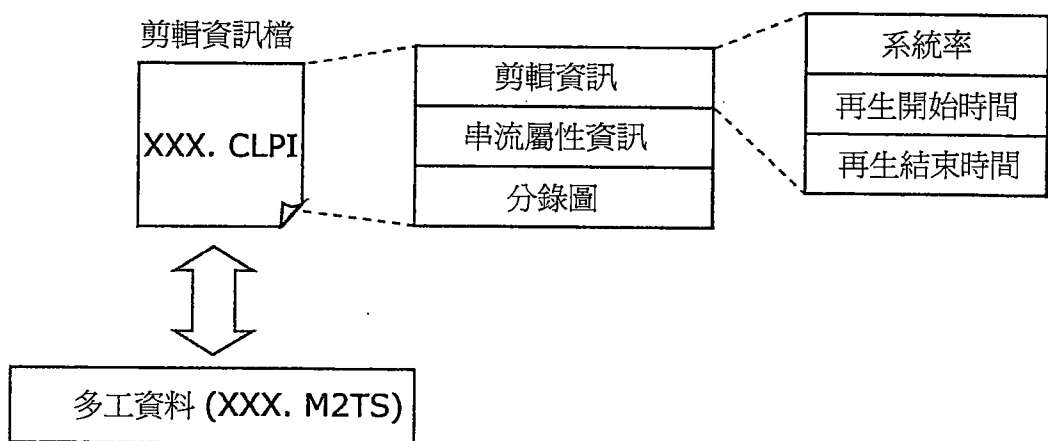 剪輯資訊檔
XXX. CLPI
剪輯資訊
串流屬性資訊
分錄圖
系統率
再生開始時間
再生結束時間
多工資料 (XXX. M2TS)